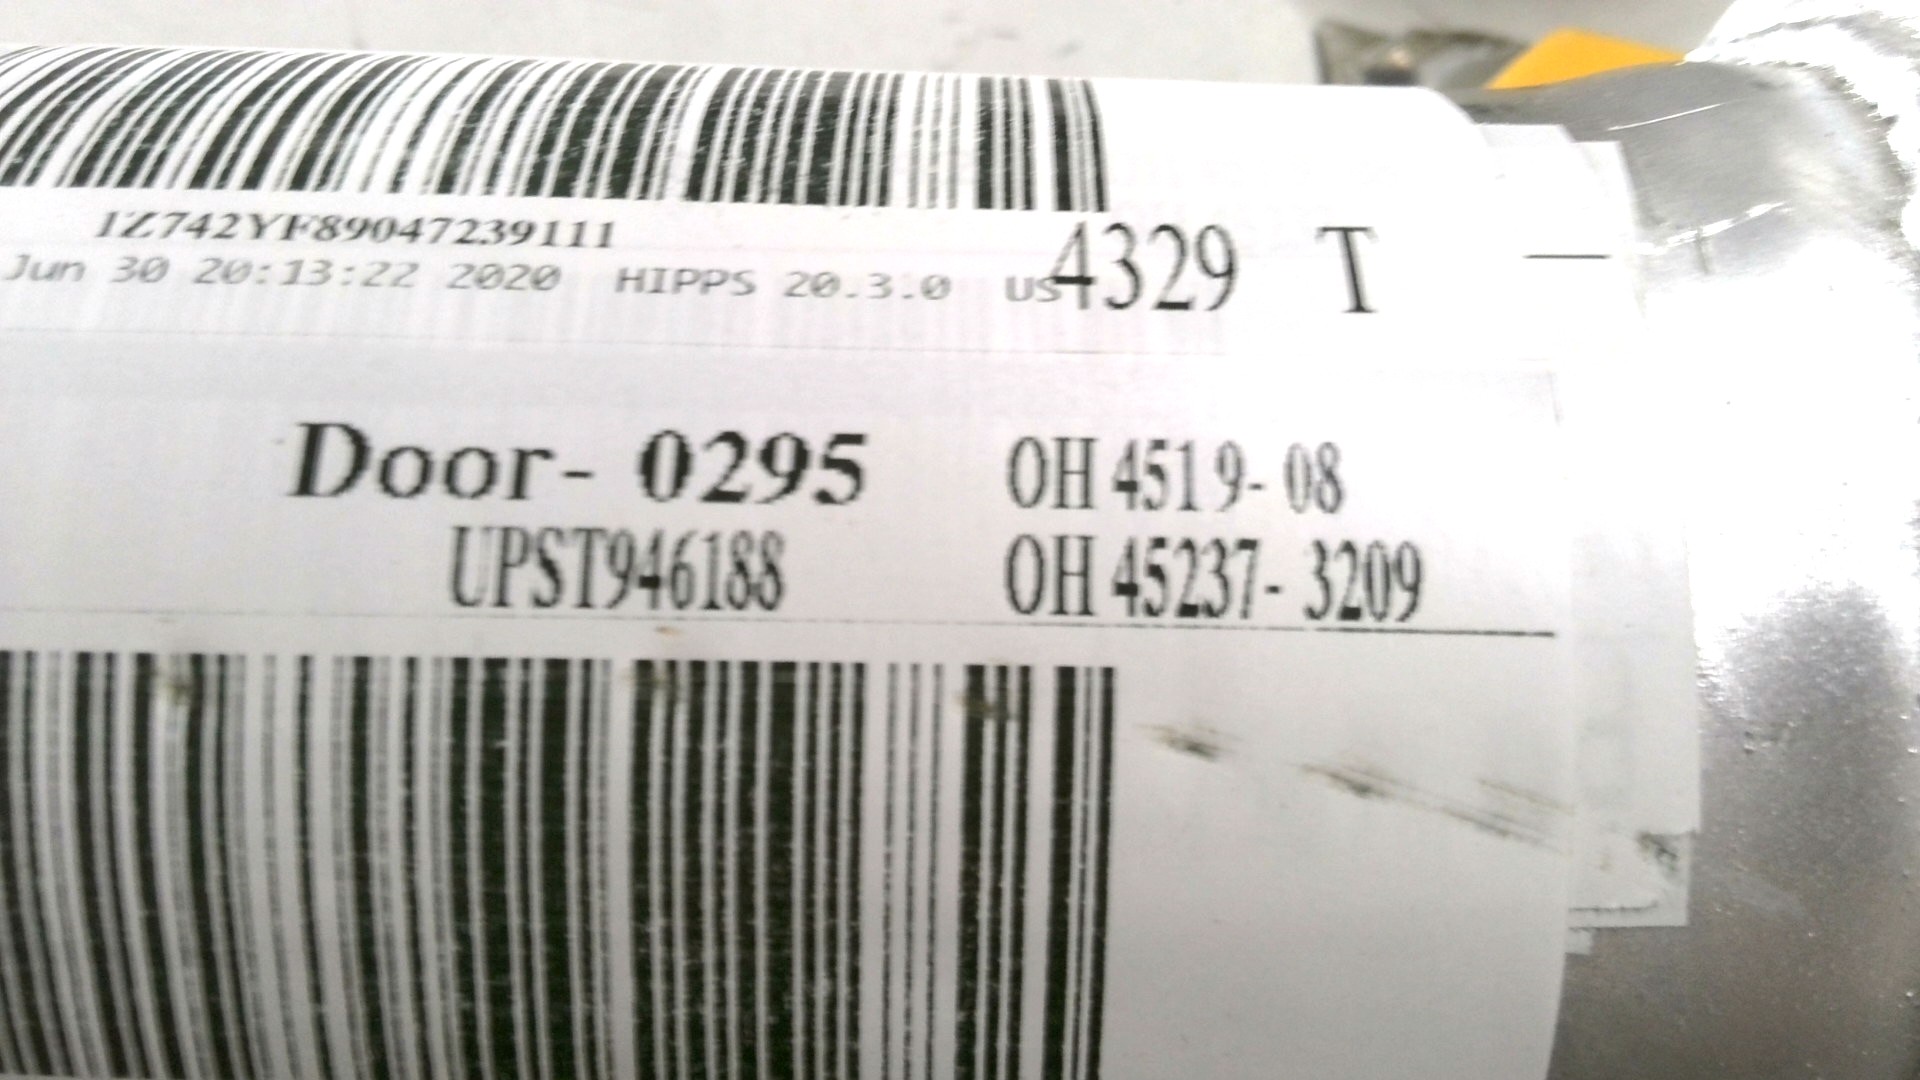 1Z742YF89047239111
Jun 30 20:13:22 2020 HIPPS 20.3.0 US 4329 T
Door- 0295 OH 4519- 08
UPST946188 OH 45237- 3209